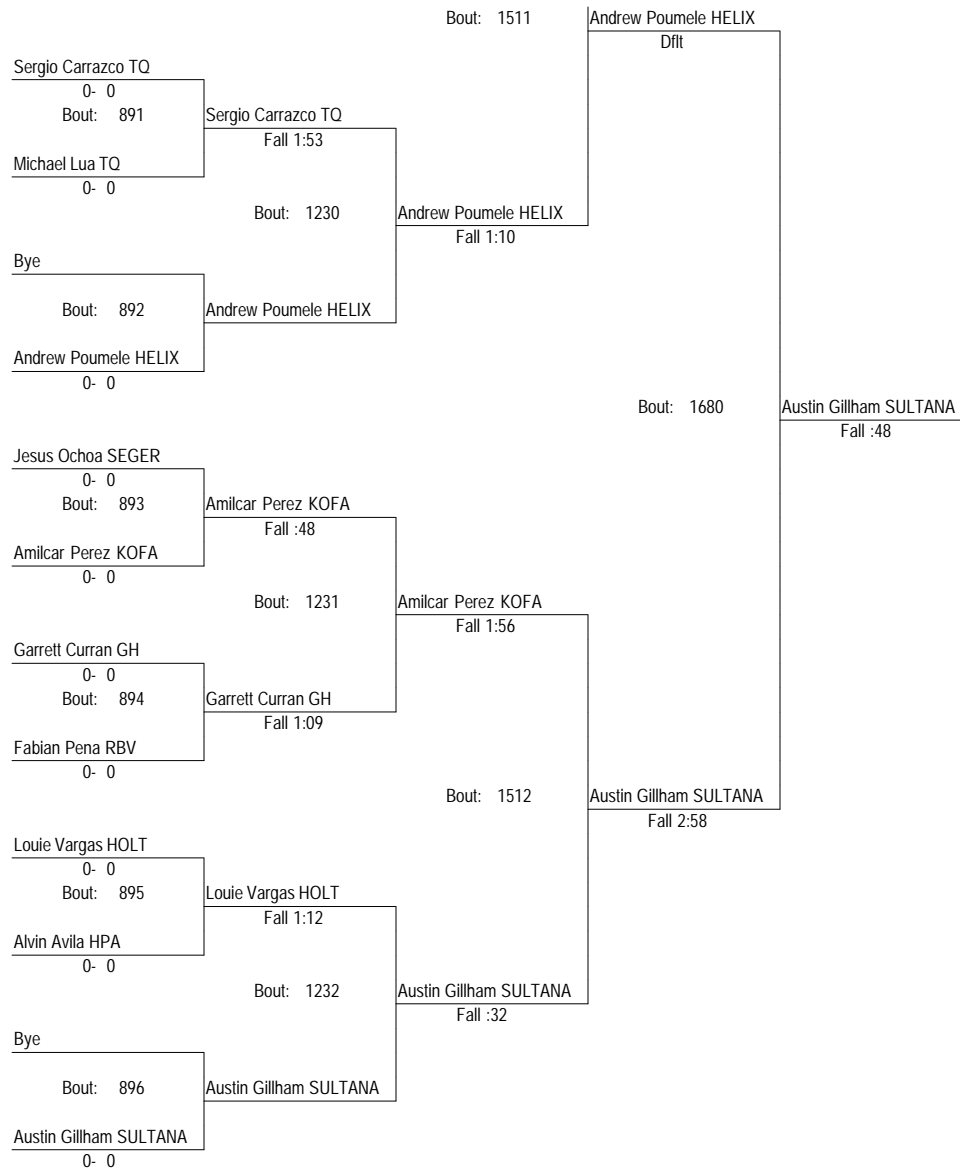 Bout: 1511 Andrew Poumele HELIX
Dflt
Sergio Carrazco TQ
0- 0
Bout: 891 Sergio Carrazco TQ
Fall 1:53
Michael Lua TQ
0- 0
Bout: 1230 Andrew Poumele HELIX
Fall 1:10
Bye
Bout: 892 Andrew Poumele HELIX
Andrew Poumele HELIX
0- 0
Bout: 1680 Austin Gillham SULTANA
Fall :48
Jesus Ochoa SEGER
0- 0
Bout: 893 Amilcar Perez KOFA
Fall :48
Amilcar Perez KOFA
0- 0
Bout: 1231 Amilcar Perez KOFA
Fall 1:56
Garrett Curran GH
0- 0
Bout: 894 Garrett Curran GH
Fall 1:09
Fabian Pena RBV
0- 0
Bout: 1512 Austin Gillham SULTANA
Fall 2:58
Louie Vargas HOLT
0- 0
Bout: 895 Louie Vargas HOLT
Fall 1:12
Alvin Avila HPA
0- 0
Bout: 1232 Austin Gillham SULTANA
Fall :32
Bye
Bout: 896 Austin Gillham SULTANA
Austin Gillham SULTANA
0- 0